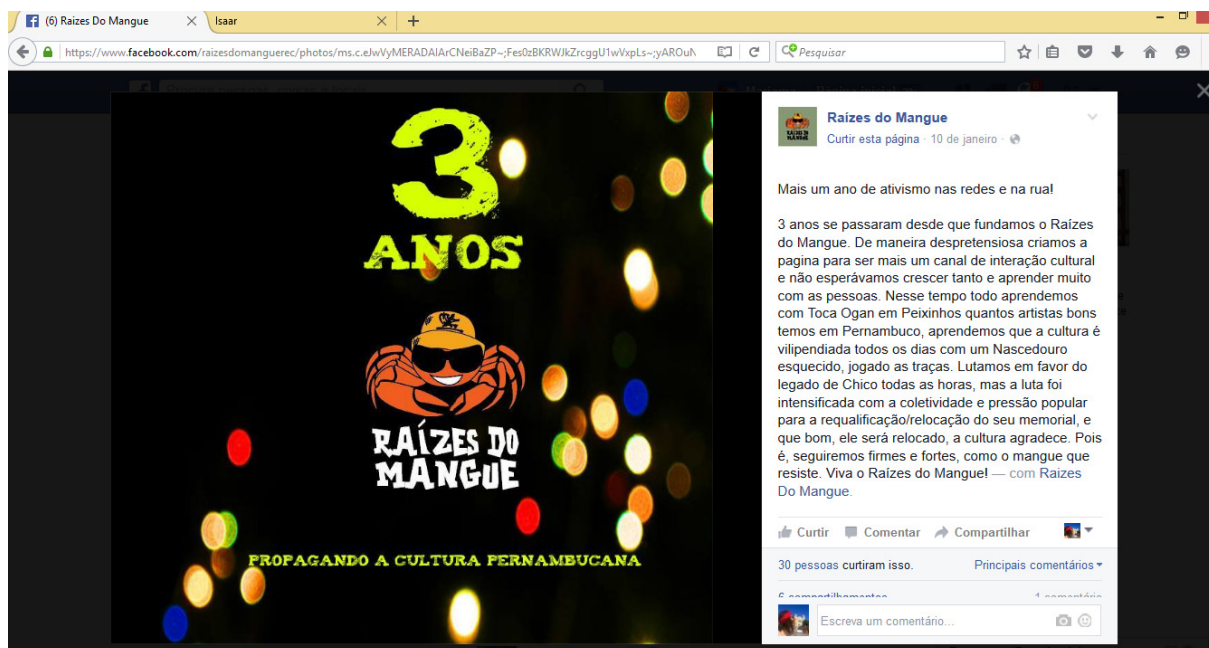 (6) Raizes Do Mangue
Isaar
https://www.facebook.com/raizesdomanguerec/photos/
Pesquisar
3
ANOS
RAÍZES DO
MANGUE
PROPAGANDO A CULTURA PERNAMBUCANA
Raízes do Mangue
Curtir esta página · 10 de janeiro ·
Mais um ano de ativismo nas redes e na rua!
3 anos se passaram desde que fundamos o Raízes
do Mangue. De maneira despretensiosa criamos a
pagina para ser mais um canal de interação cultural
e não esperávamos crescer tanto e aprender muito
com as pessoas. Nesse tempo todo aprendemos
com Toca Ogan em Peixinhos quantos artistas bons
temos em Pernambuco, aprendemos que a cultura é
vilipendiada todos os dias com um Nascedouro
esquecido, jogado as traças. Lutamos em favor do
legado de Chico todas as horas, mas a luta foi
intensificada com a coletividade e pressão popular
para a requalificação/relocação do seu memorial, e
que bom, ele será relocado, a cultura agradece. Pois
é, seguiremos firmes e fortes, como o mangue que
resiste. Viva o Raízes do Mangue! — com Raizes
Do Mangue.
Curtir Comentar Compartilhar
30 pessoas curtiram isso. Principais comentários
6 compartilhamentos 1 comentário
Escreva um comentário...